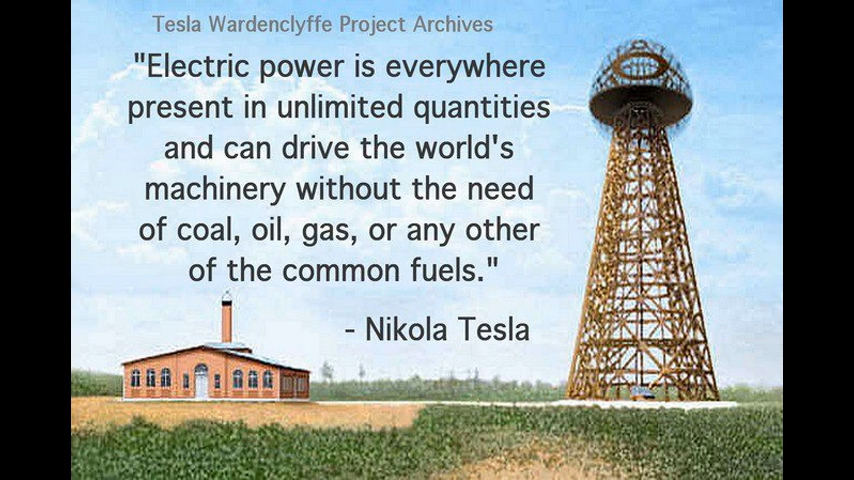 Tesla Wardenclyffe Project Archives
"Electric power is everywhere
present in unlimited quantities
and can drive the world's
machinery without the need
of coal, oil, gas, or any other
of the common fuels."
- Nikola Tesla